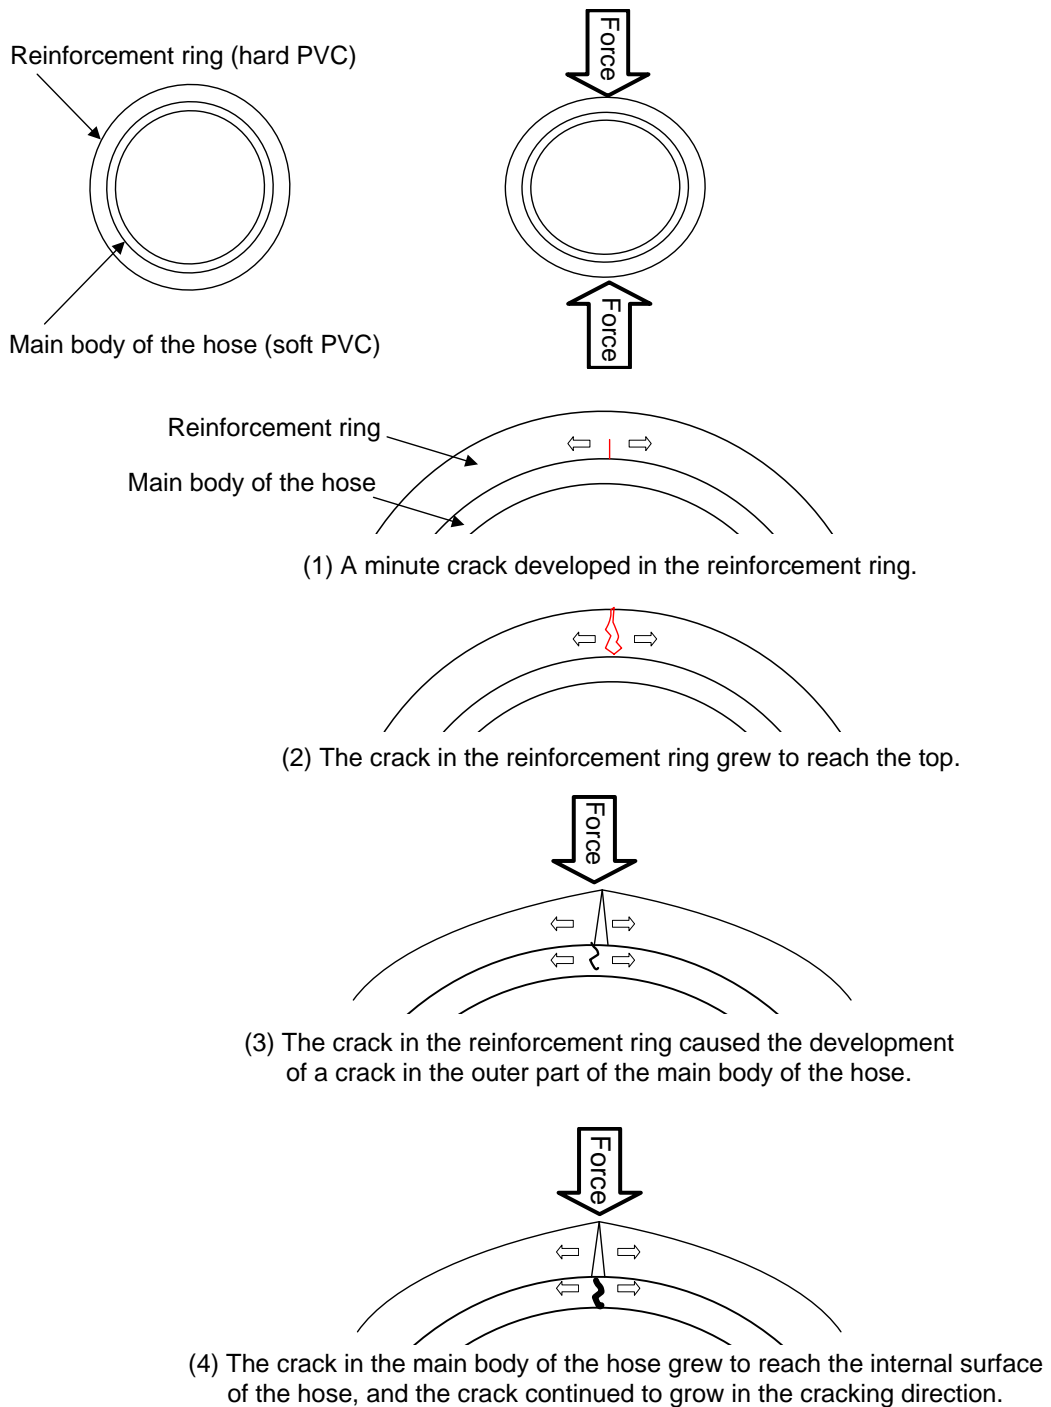 Reinforcement ring (hard PVC)
Force
Main body of the hose (soft PVC)
Force
Reinforcement ring
Main body of the hose
(1) A minute crack developed in the reinforcement ring.
(2) The crack in the reinforcement ring grew to reach the top.
Force
(3) The crack in the reinforcement ring caused the development
of a crack in the outer part of the main body of the hose.
Force
(4) The crack in the main body of the hose grew to reach the internal surface
of the hose, and the crack continued to grow in the cracking direction.